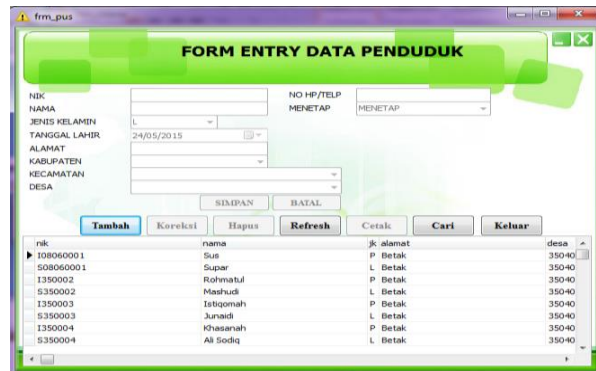 frm_pus
FORM ENTRY DATA PENDUDUK
NIK
NO HP/TELP
NAMA
MENETAP MENETAP
JENIS KELAMIN L
TANGGAL LAHIR 24/05/2015
ALAMAT
KABUPATEN
KECAMATAN
DESA
SIMPAN BATAL
Tambah Koreksi Hapus Refresh Cetak Cari Keluar
nik nama jk alamat desa
I08060001 Sus P Betak 35040
S08060001 Supar L Betak 35040
I350002 Rohmatul P Betak 35040
S350002 Mashudi L Betak 35040
I350003 Istiqomah P Betak 35040
S350003 Junaidi L Betak 35040
I350004 Khasanah P Betak 35040
S350004 Ali Sodiq L Betak 35040